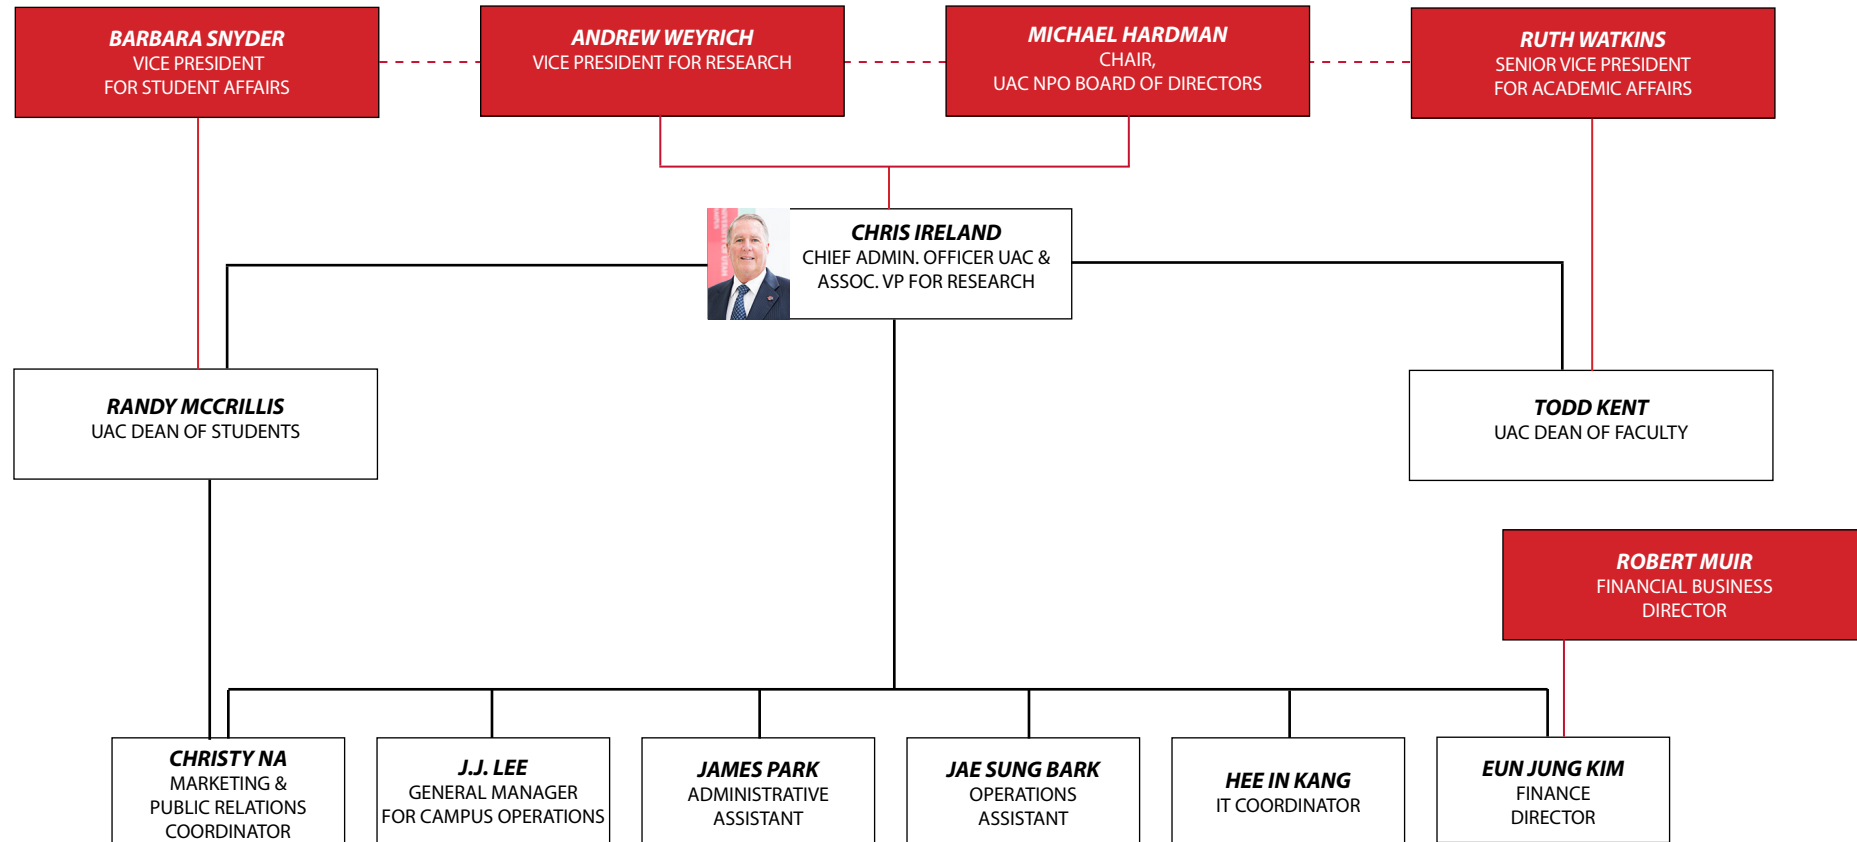 BARBARA SNYDER
VICE PRESIDENT
FOR STUDENT AFFAIRS
ANDREW WEYRICH
VICE PRESIDENT FOR RESEARCH
MICHAEL HARDMAN
CHAIR,
UAC NPO BOARD OF DIRECTORS
RUTH WATKINS
SENIOR VICE PRESIDENT
FOR ACADEMIC AFFAIRS
CHRIS IRELAND
CHIEF ADMIN. OFFICER UAC &
ASSOC. VP FOR RESEARCH
RANDY MCCRILLIS
UAC DEAN OF STUDENTS
TODD KENT
UAC DEAN OF FACULTY
ROBERT MUIR
FINANCIAL BUSINESS
DIRECTOR
CHRISTY NA
MARKETING &
PUBLIC RELATIONS
COORDINATOR
J.J. LEE
GENERAL MANAGER
FOR CAMPUS OPERATIONS
JAMES PARK
ADMINISTRATIVE
ASSISTANT
JAE SUNG BARK
OPERATIONS
ASSISTANT
HEE IN KANG
IT COORDINATOR
EUN JUNG KIM
FINANCE
DIRECTOR